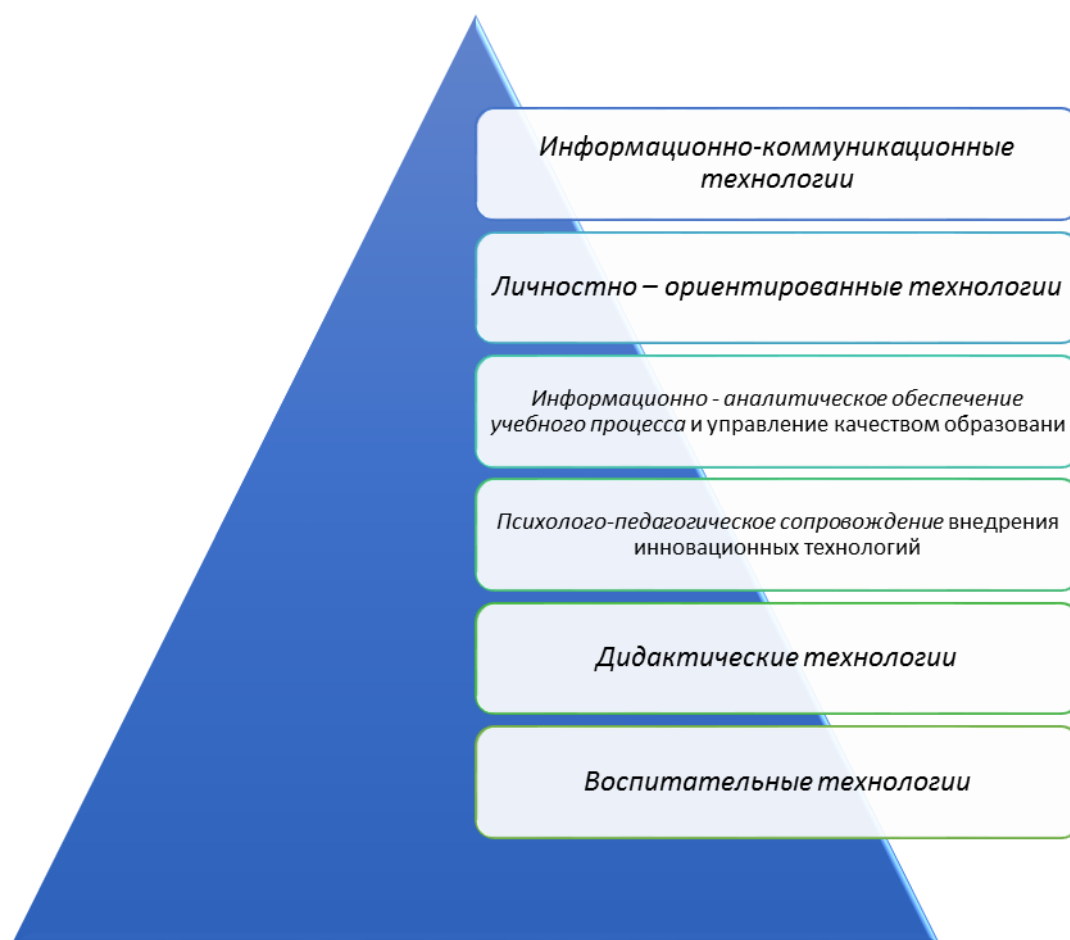 Информационно-коммуникационные
технологии
Личностно – ориентированные технологии
Информационно - аналитическое обеспечение
учебного процесса и управление качеством образовани
Психолого-педагогическое сопровождение внедрения
инновационных технологий
Дидактические технологии
Воспитательные технологии